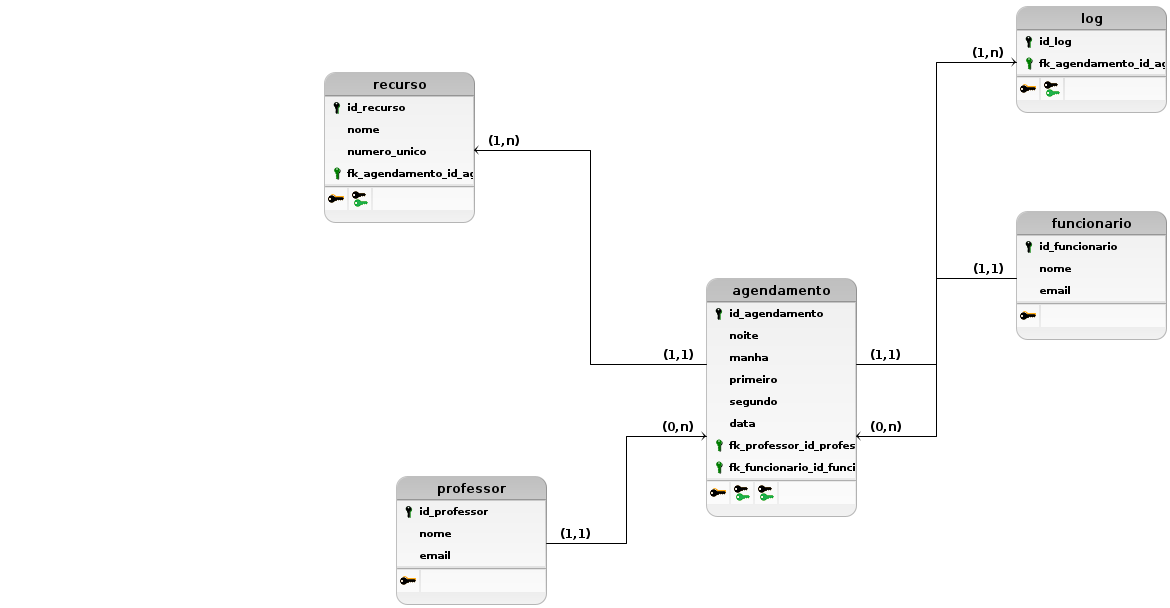 log
id_log
fk_agendamento_id_ag
(1,n)
recurso
id_recurso
nome
numero_unico
fk_agendamento_id_ag
(1,n)
funcionario
id_funcionario
nome
email
(1,1)
agendamento
id_agendamento
noite
manha
primeiro
segundo
data
fk_professor_id_profes
fk_funcionario_id_funci
(1,1)
(1,1)
(0,n)
(0,n)
professor
id_professor
nome
email
(1,1)